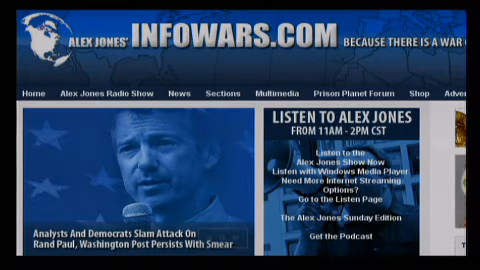 ALEX JONES' INFOWARS.COM BECAUSE THERE IS A WAR
Home Alex Jones Radio Show News Sections Multimedia Prison Planet Forum Shop
LISTEN TO ALEX JONES
FROM 11AM - 2PM CST
Listen to the
Alex Jones Show Now
Listen with Windows Media Player
Need More Internet Streaming
Options?
Go to the Listen Page
The Alex Jones Sunday Edition
Get the Podcast
Analysts And Democrats Slam Attack On
Rand Paul, Washington Post Persists With Smear